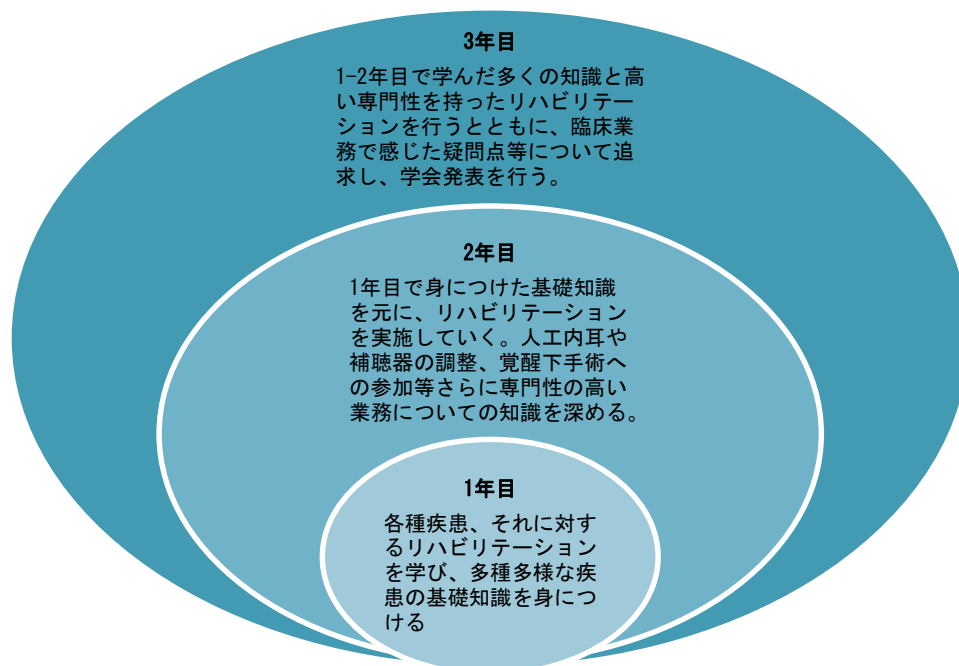 3年目
1-2年目で学んだ多くの知識と高
い専門性を持ったリハビリテー
ションを行うとともに、臨床業
務で感じた疑問点等について追
求し、学会発表を行う。
2年目
1年目で身につけた基礎知識
を元に、リハビリテーション
を実施していく。人工内耳や
補聴器の調整、覚醒下手術へ
の参加等さらに専門性の高い
業務についての知識を深める。
1年目
各種疾患、それに対す
るリハビリテーション
を学び、多種多様な疾
患の基礎知識を身につ
ける